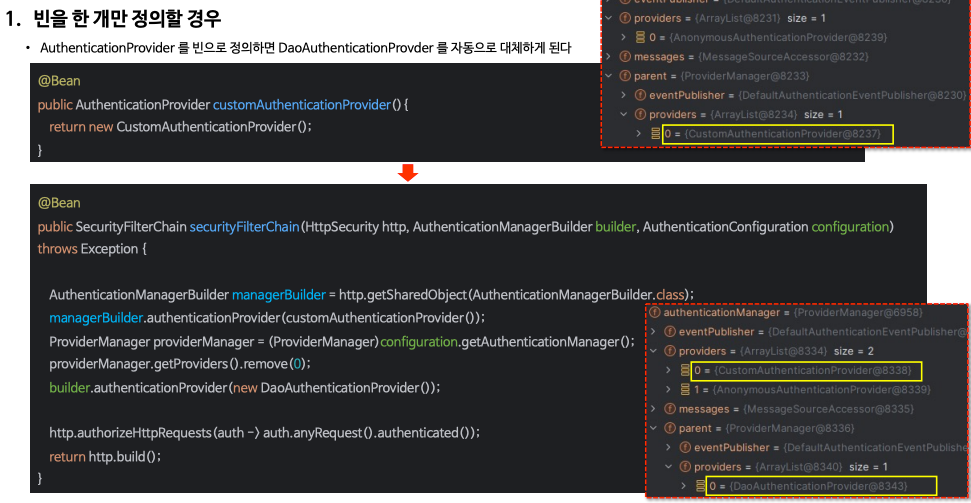 1. 빈을 한 개만 정의할 경우
• AuthenticationProvider 를 빈으로 정의하면 DaoAuthenticationProvder 를 자동으로 대체하게 된다
@Bean
public AuthenticationProvider customAuthenticationProvider() {
return new CustomAuthenticationProvider();
}
providers = {ArrayList@8231} size = 1
0 = {AnonymousAuthenticationProvider@8239}
messages = {MessageSourceAccessor@8232}
parent = {ProviderManager@8233}
eventPublisher = {DefaultAuthenticationEventPublisher@8230}
providers = {ArrayList@8234} size = 1
0 = {CustomAuthenticationProvider@8237}
@Bean
public SecurityFilterChain securityFilterChain(HttpSecurity http, AuthenticationManagerBuilder builder, AuthenticationConfiguration configuration)
throws Exception {
AuthenticationManagerBuilder managerBuilder = http.getSharedObject(AuthenticationManagerBuilder.class);
managerBuilder.authenticationProvider(customAuthenticationProvider());
ProviderManager providerManager = (ProviderManager)configuration.getAuthenticationManager();
providerManager.getProviders().remove(0);
builder.authenticationProvider(new DaoAuthenticationProvider());
http.authorizeHttpRequests(auth -> auth.anyRequest().authenticated());
return http.build();
}
authenticationManager = {ProviderManager@6958}
eventPublisher = {DefaultAuthenticationEventPublisher@
providers = {ArrayList@8334} size = 2
0 = {CustomAuthenticationProvider@8338}
1 = {AnonymousAuthenticationProvider@8339}
messages = {MessageSourceAccessor@8335}
parent = {ProviderManager@8336}
eventPublisher = {DefaultAuthenticationEventPublishe
providers = {ArrayList@8340} size = 1
0 = {DaoAuthenticationProvider@8343}